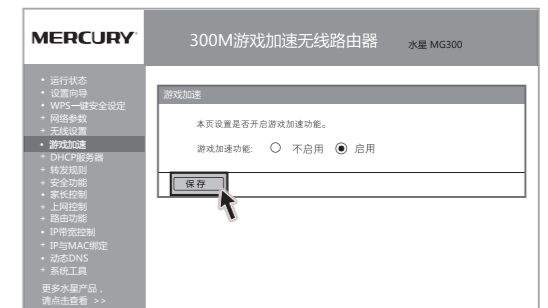 MERCURY
300M游戏加速无线路由器 水星 MG300
• 运行状态
• 设置向导
• WPS一键安全设定
+ 网络参数
+ 无线设置
• 游戏加速
+ DHCP服务器
+ 转发规则
+ 安全功能
• 家长控制
+ 上网控制
+ 路由功能
• IP带宽控制
+ IP与MAC绑定
• 动态DNS
+ 系统工具
更多水星产品，
请点击查看 >>
游戏加速
本页设置是否开启游戏加速功能。
游戏加速功能: 不启用 启用
保存